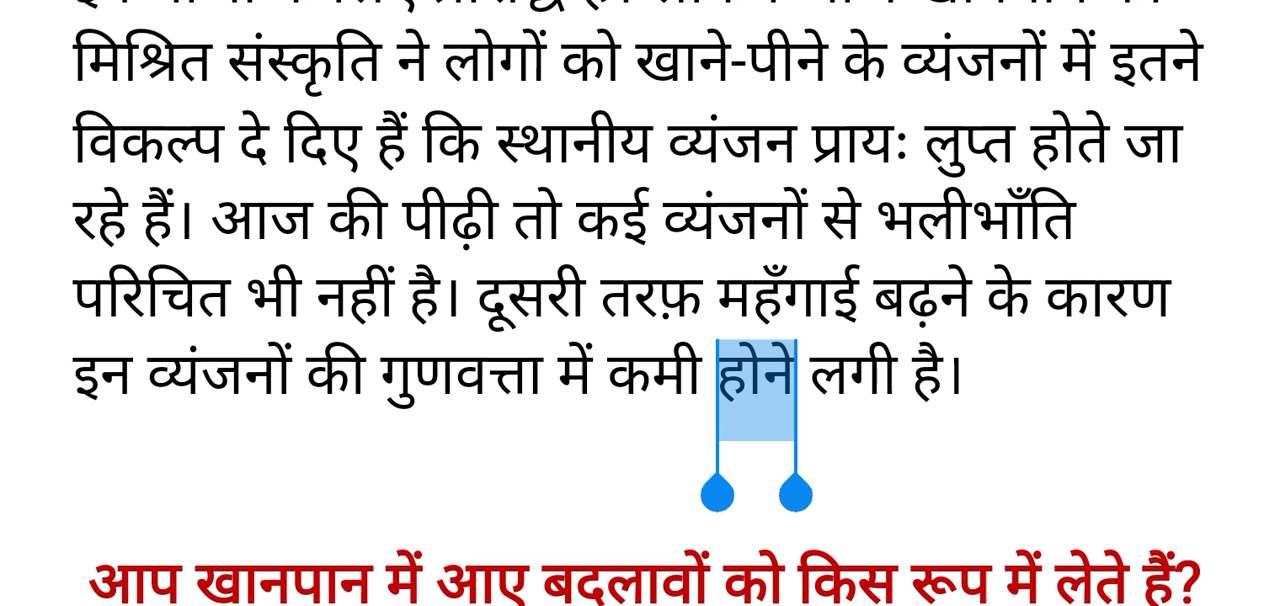 मिश्रित संस्कृति ने लोगों को खाने-पीने के व्यंजनों में इतने
विकल्प दे दिए हैं कि स्थानीय व्यंजन प्रायः लुप्त होते जा
रहे हैं। आज की पीढ़ी तो कई व्यंजनों से भलीभाँति
परिचित भी नहीं है। दूसरी तरफ़ महँगाई बढ़ने के कारण
इन व्यंजनों की गुणवत्ता में कमी होने लगी है।
आप खानपान में आए बदलावों को किस रूप में लेते हैं?